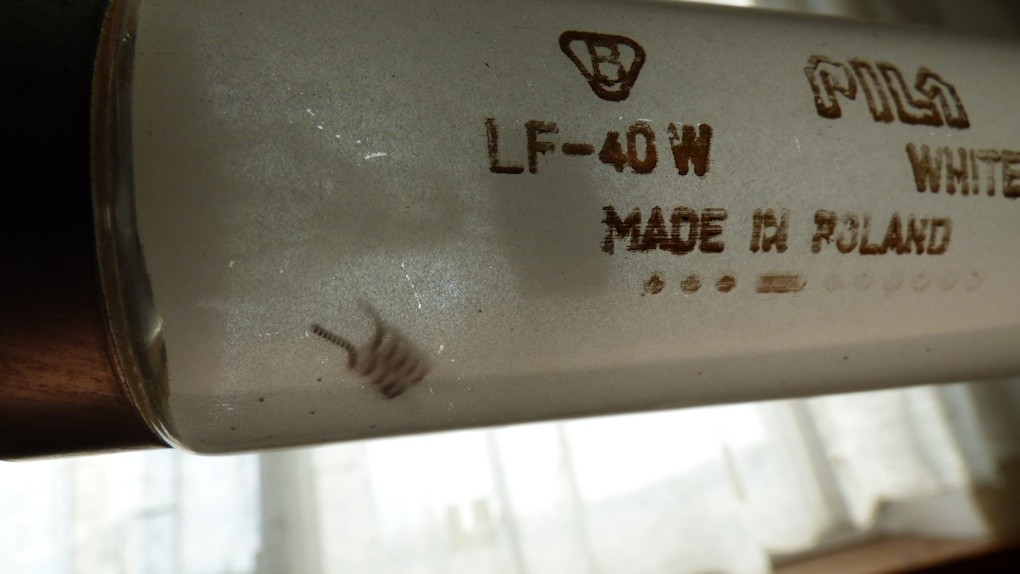 B PILA
LF-40W WHITE
MADE IN POLAND